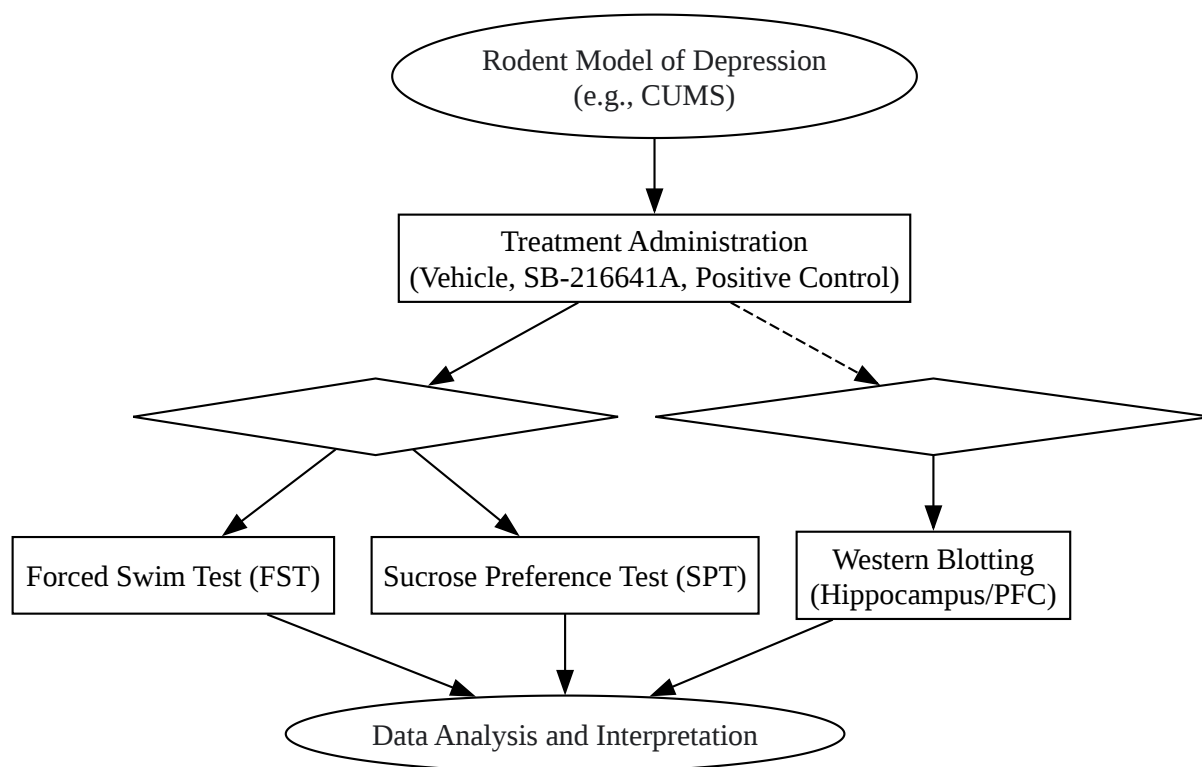 Rodent Model of Depression
(e.g., CUMS)
Treatment Administration
(Vehicle, SB-216641A, Positive Control)
Forced Swim Test (FST)
Sucrose Preference Test (SPT)
Western Blotting
(Hippocampus/PFC)
Data Analysis and Interpretation